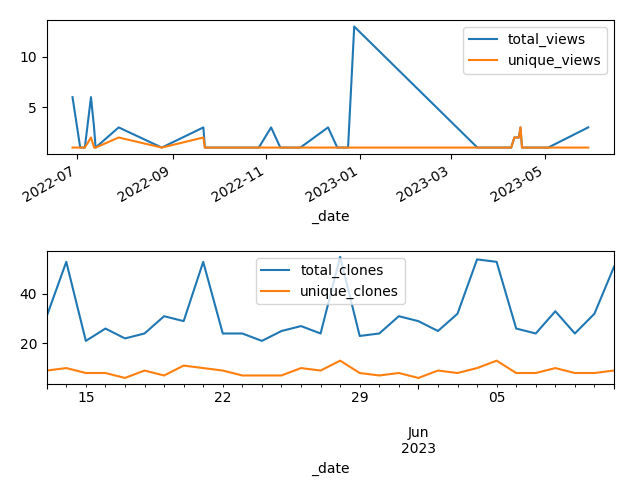 total_views
unique_views
10
5
2022-07
2022-09
2022-11
2023-01
2023-03
2023-05
_date
total_clones
unique_clones
40
20
15
22
29
05
Jun
2023
_date